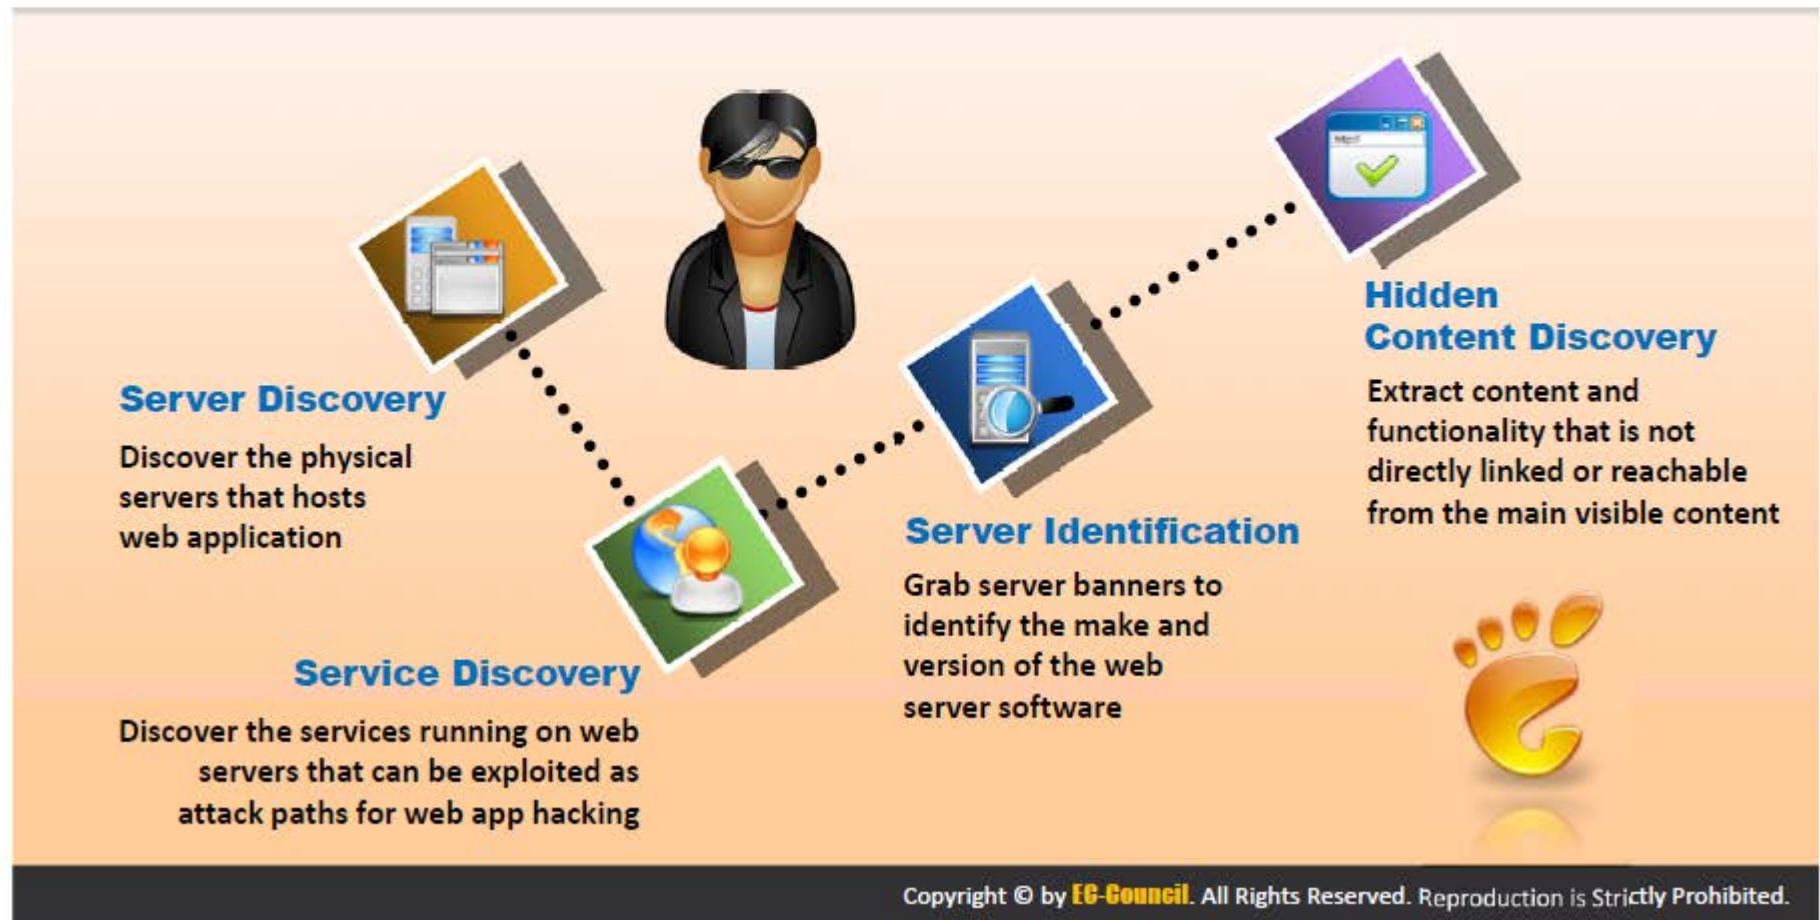 Server Discovery
Discover the physical
servers that hosts
web application
Service Discovery
Discover the services running on web
servers that can be exploited as
attack paths for web app hacking
Server Identification
Grab server banners to
identify the make and
version of the web
server software
Hidden
Content Discovery
Extract content and
functionality that is not
directly linked or reachable
from the main visible content
Copyright © by EC-Council. All Rights Reserved. Reproduction is Strictly Prohibited.